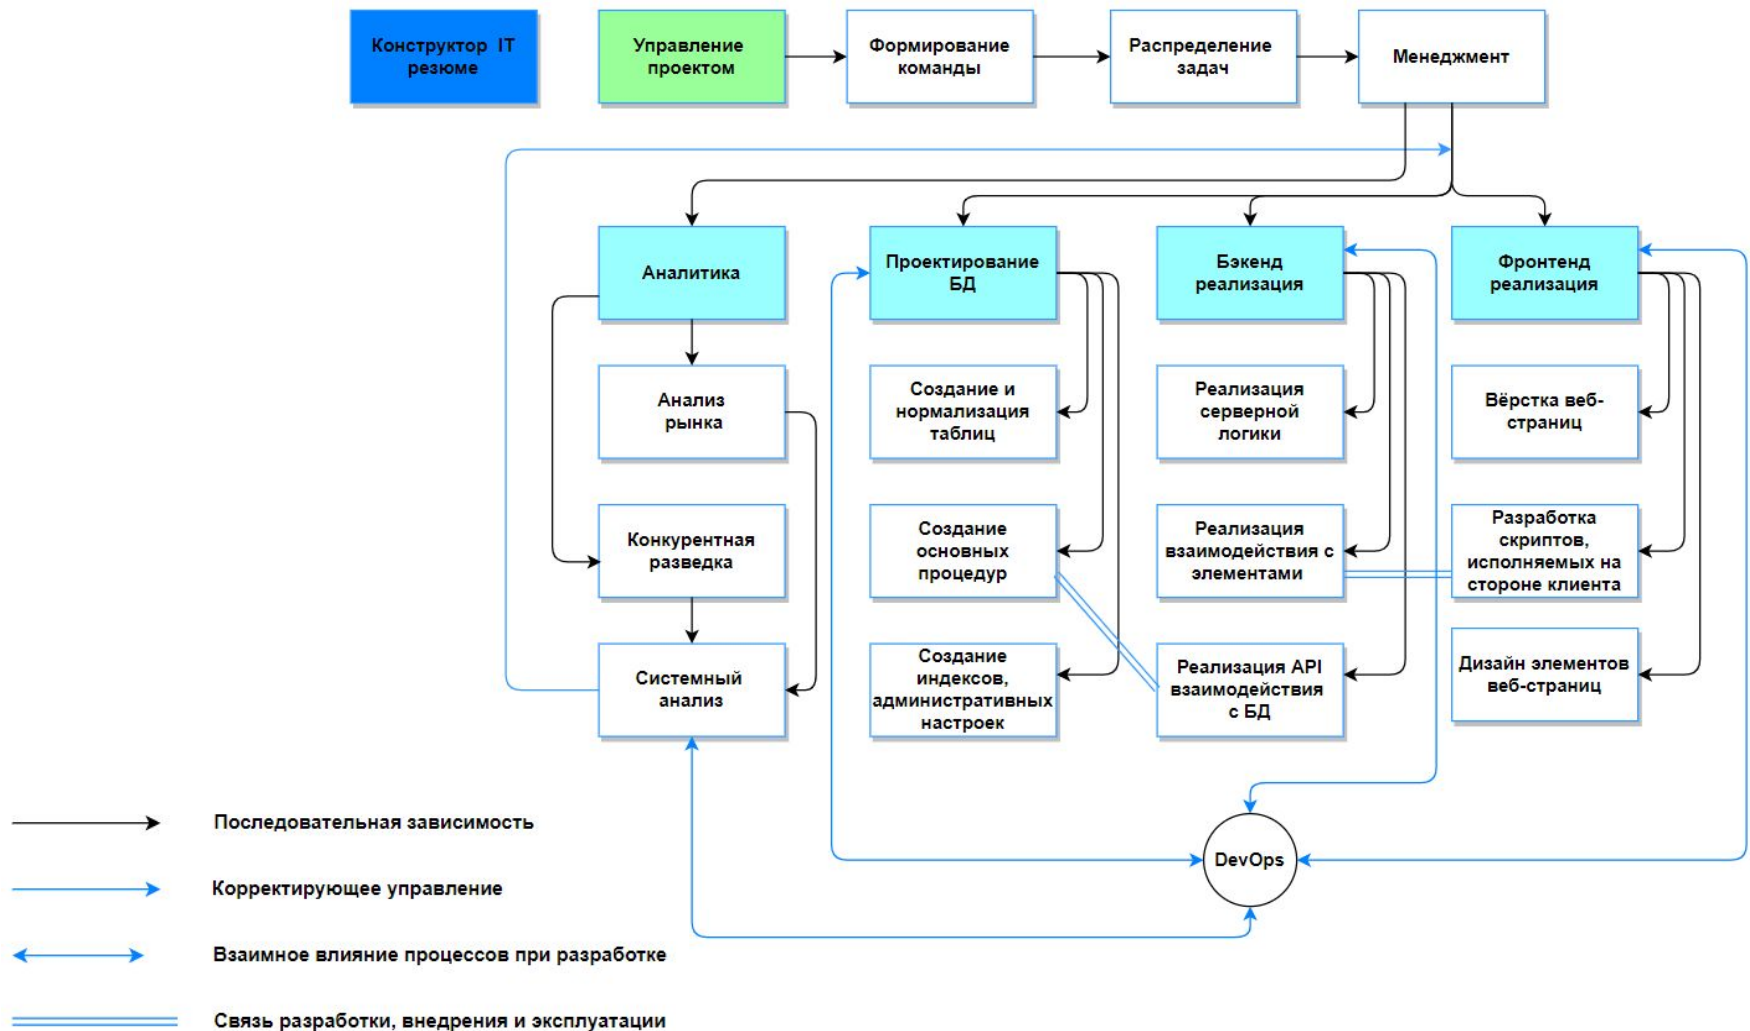 Конструктор IT
резюме
Управление
проектом
Формирование
команды
Распределение
задач
Менеджмент
Аналитика
Проектирование
БД
Бэкенд
реализация
Фронтенд
реализация
Анализ
рынка
Создание и
нормализация
таблиц
Реализация
серверной
логики
Вёрстка веб-
страниц
Конкурентная
разведка
Создание
основных
процедур
Реализация
взаимодействия с
элементами
Разработка
скриптов,
исполняемых на
стороне клиента
Системный
анализ
Создание
индексов,
административных
настроек
Реализация API
взаимодействия
с БД
Дизайн элементов
веб-страниц
DevOps
Последовательная зависимость
Корректирующее управление
Взаимное влияние процессов при разработке
Связь разработки, внедрения и эксплуатации